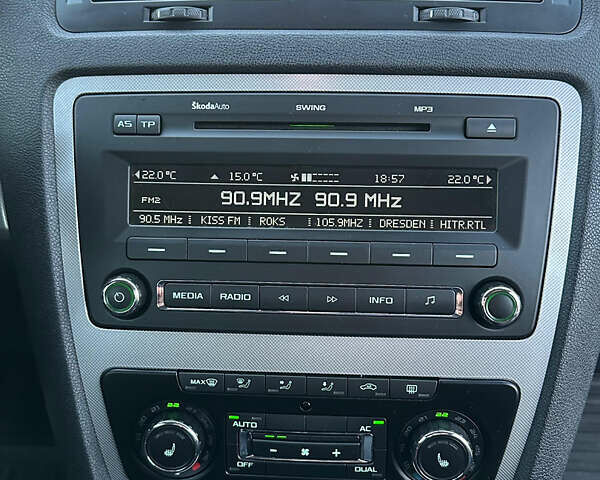 ŠkodaAuto SWING MP3
AS TP
22.0°C 15.0°C 18:57 22.0°C
FM2 90.9MHZ 90.9 MHz
90.5 MHz KISS FM ROKS 105.9MHZ DRESDEN HITR.RTL
MEDIA RADIO INFO
MAX
22 22
AUTO AC
- +
OFF DUAL